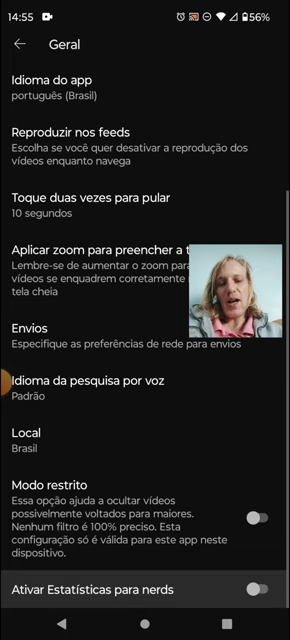 14:55
56%
Geral
Idioma do app
português (Brasil)
Reproduzir nos feeds
Escolha se você quer desativar a reprodução dos
vídeos enquanto navega
Toque duas vezes para pular
10 segundos
Aplicar zoom para preencher a t
Lembre-se de aumentar o zoom para
vídeos se enquadrem corretamente
tela cheia
Envios
Especifique as preferências de rede para envios
Idioma da pesquisa por voz
Padrão
Local
Brasil
Modo restrito
Essa opção ajuda a ocultar vídeos
possivelmente voltados para maiores.
Nenhum filtro é 100% preciso. Esta
configuração só é válida para este app neste
dispositivo.
Ativar Estatísticas para nerds